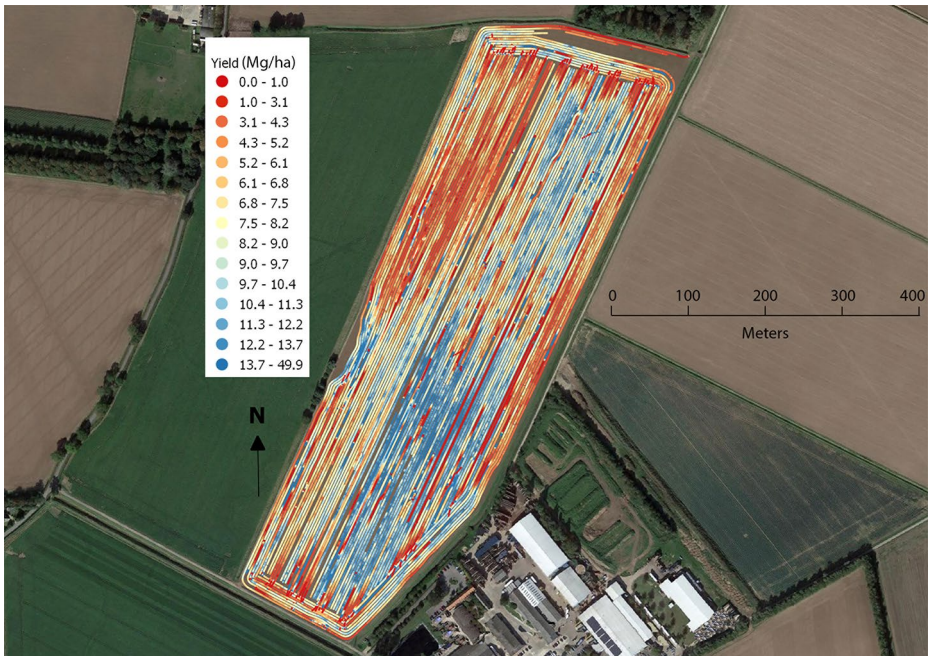 Yield (Mg/ha)
0.0 - 1.0
1.0 - 3.1
3.1 - 4.3
4.3 - 5.2
5.2 - 6.1
6.1 - 6.8
6.8 - 7.5
7.5 - 8.2
8.2 - 9.0
9.0 - 9.7
9.7 - 10.4
10.4 - 11.3
11.3 - 12.2
12.2 - 13.7
13.7 - 49.9
0 100 200 300 400
Meters
N